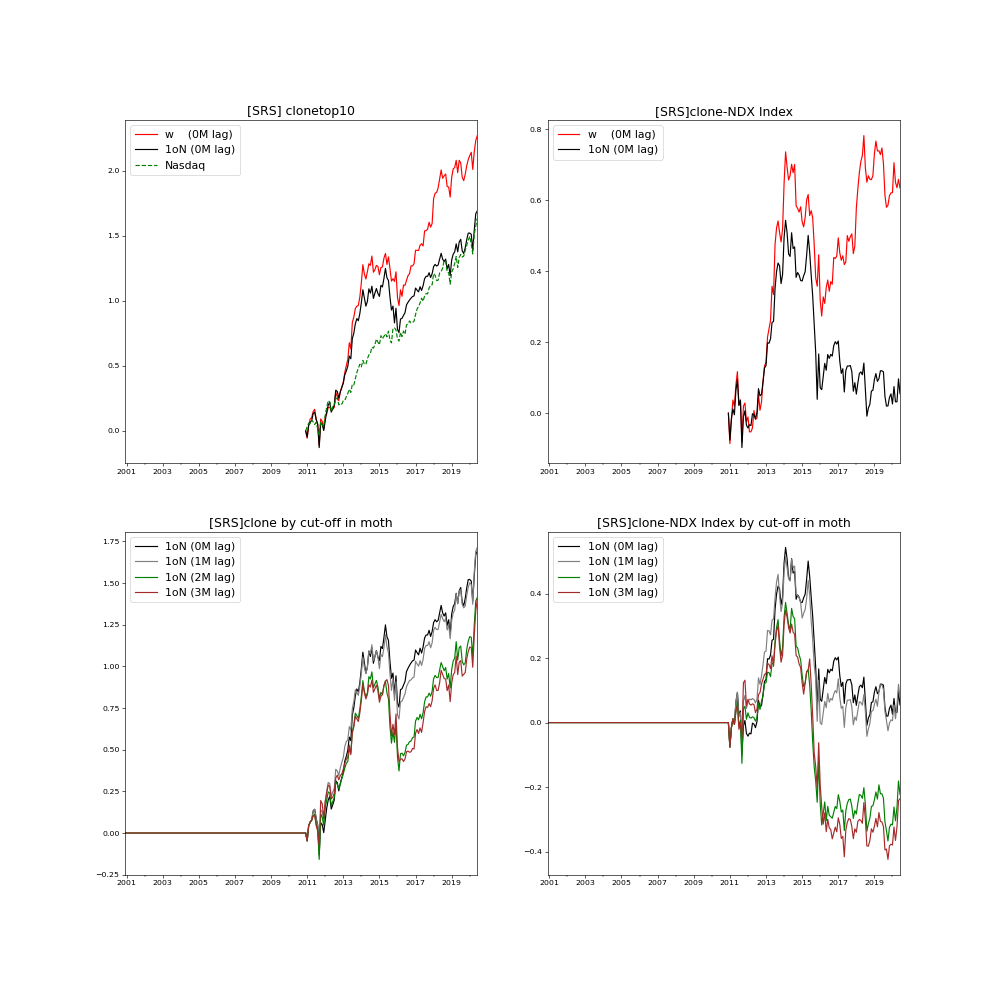 [SRS] clonetop10
w (0M lag)
1oN (0M lag)
Nasdaq
2.0
1.5
1.0
0.5
0.0
2001 2003 2005 2007 2009 2011 2013 2015 2017 2019
[SRS]clone-NDX Index
w (0M lag)
1oN (0M lag)
0.8
0.6
0.4
0.2
0.0
2001 2003 2005 2007 2009 2011 2013 2015 2017 2019
[SRS]clone by cut-off in moth
1oN (0M lag)
1oN (1M lag)
1oN (2M lag)
1oN (3M lag)
1.75
1.50
1.25
1.00
0.75
0.50
0.25
0.00
−0.25
2001 2003 2005 2007 2009 2011 2013 2015 2017 2019
[SRS]clone-NDX Index by cut-off in moth
1oN (0M lag)
1oN (1M lag)
1oN (2M lag)
1oN (3M lag)
0.4
0.2
0.0
−0.2
−0.4
2001 2003 2005 2007 2009 2011 2013 2015 2017 2019